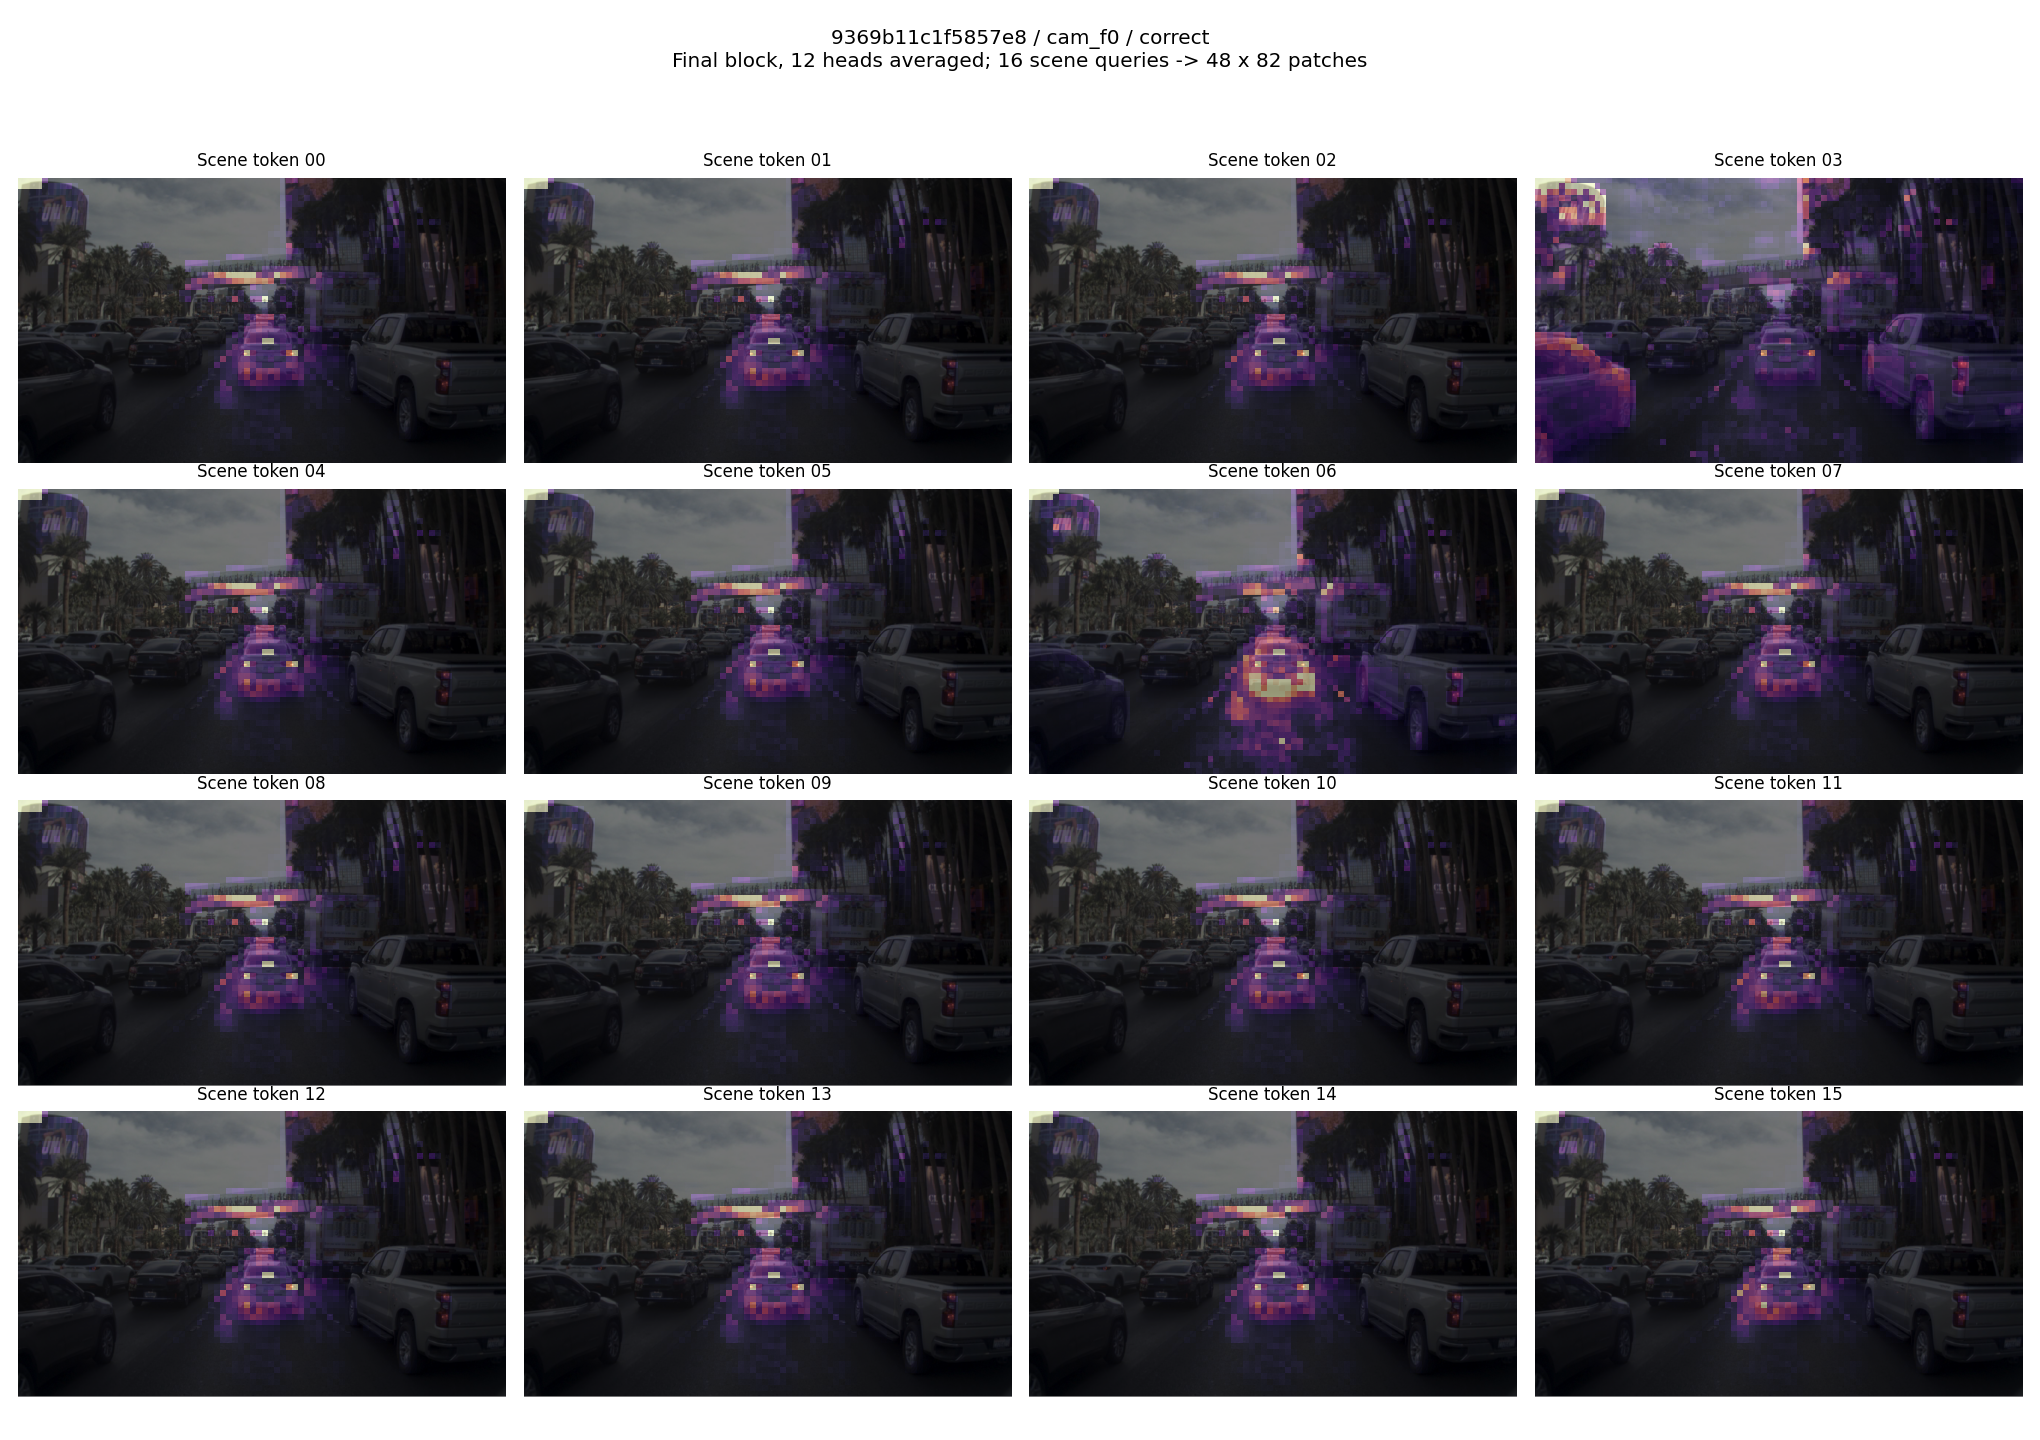 9369b11c1f5857e8 / cam_f0 / correct
Final block, 12 heads averaged; 16 scene queries -> 48 x 82 patches
Scene token 00
Scene token 01
Scene token 02
Scene token 03
Scene token 04
Scene token 05
Scene token 06
Scene token 07
Scene token 08
Scene token 09
Scene token 10
Scene token 11
Scene token 12
Scene token 13
Scene token 14
Scene token 15